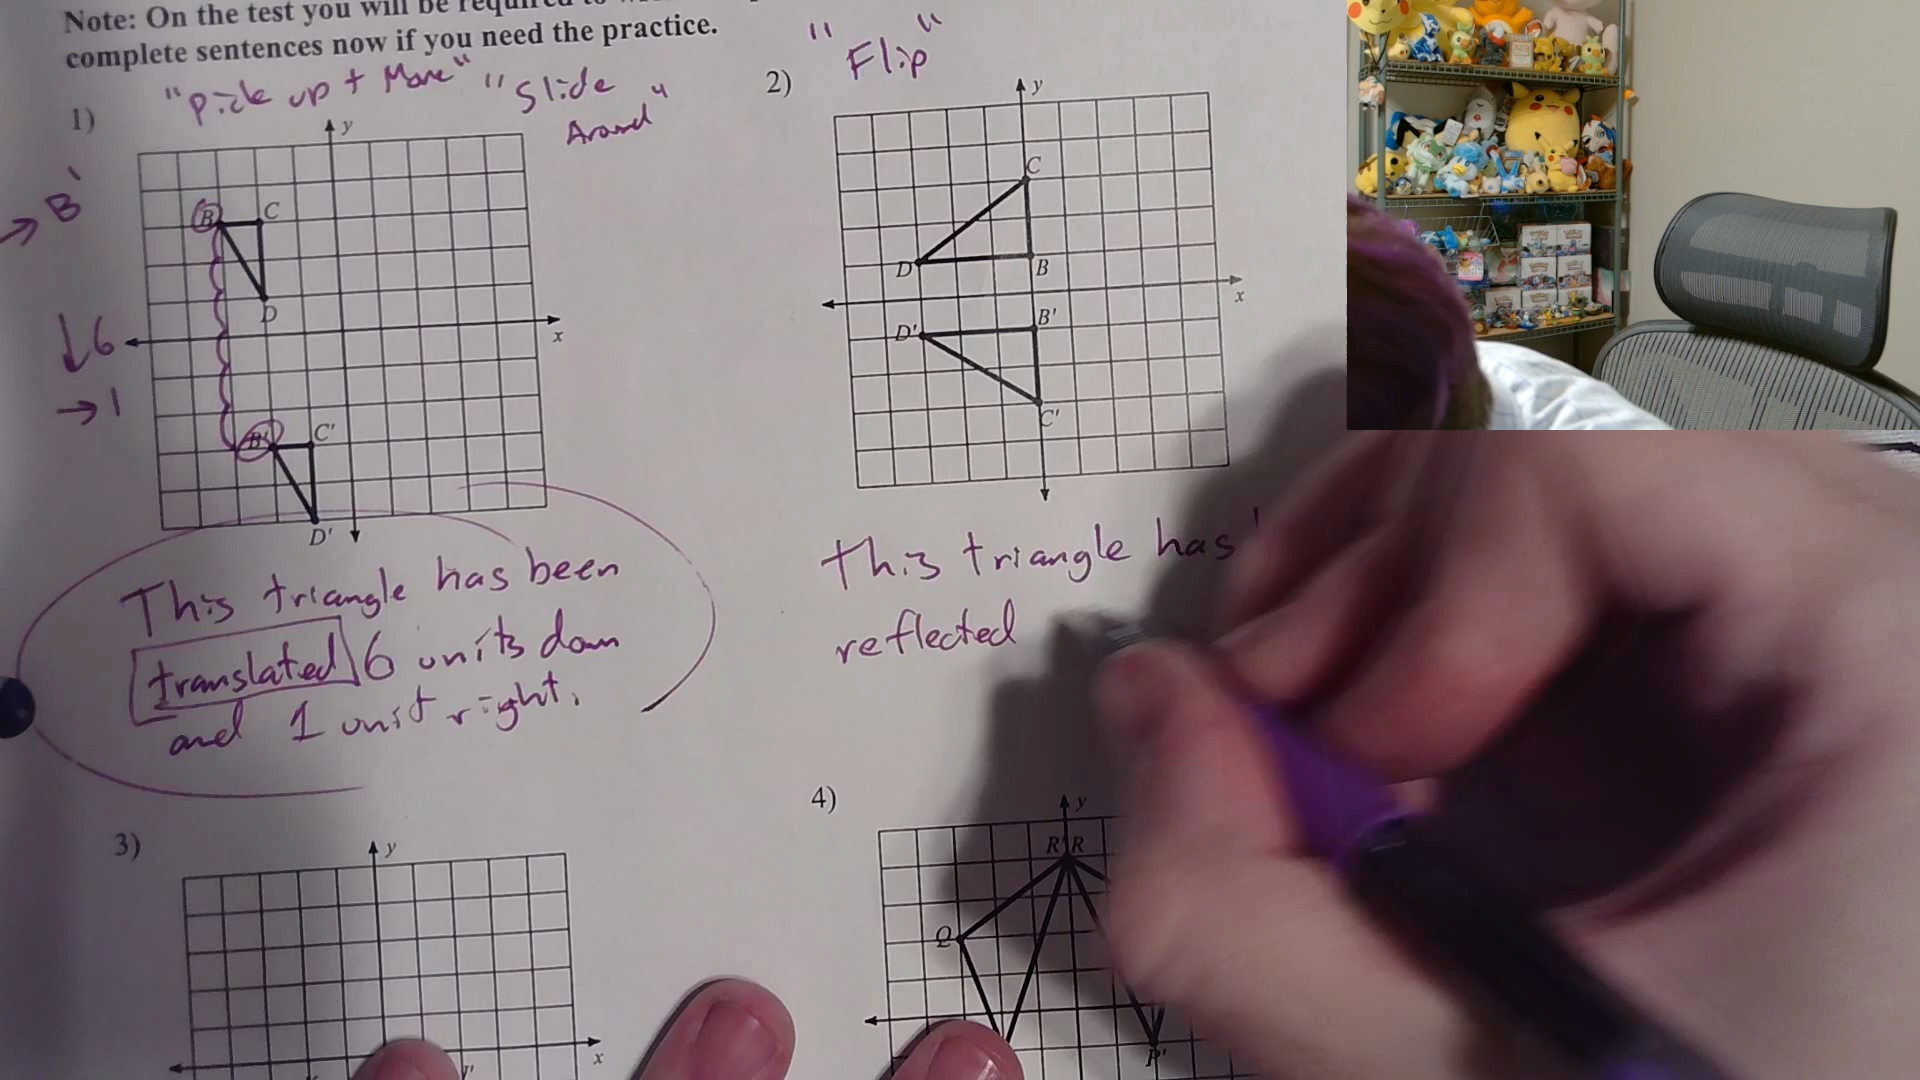 Note: On the test you will be required to
complete sentences now if you need the practice.
"Pick up + Move" "Slide
Around"
1)
y
B'
B
C
D
↓6
→1
x
B'
C'
D'
This triangle has been
translated 6 units down
and 1 unit right.
2)
"Flip"
y
C
D
B
x
D'
B'
C'
This triangle has
reflected
3)
y
x
4)
y
R' R
Q
P'